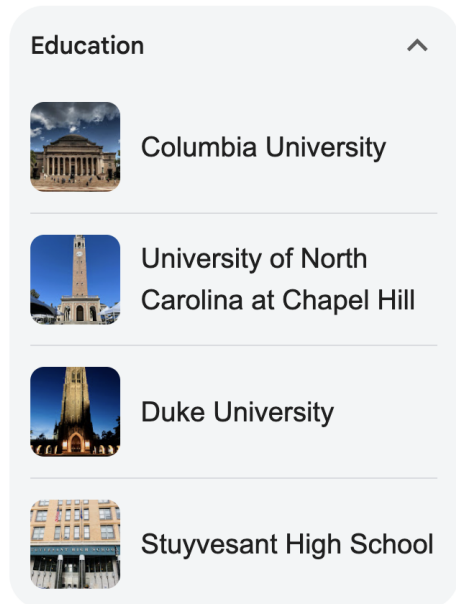 Education
Columbia University
University of North
Carolina at Chapel Hill
Duke University
Stuyvesant High School